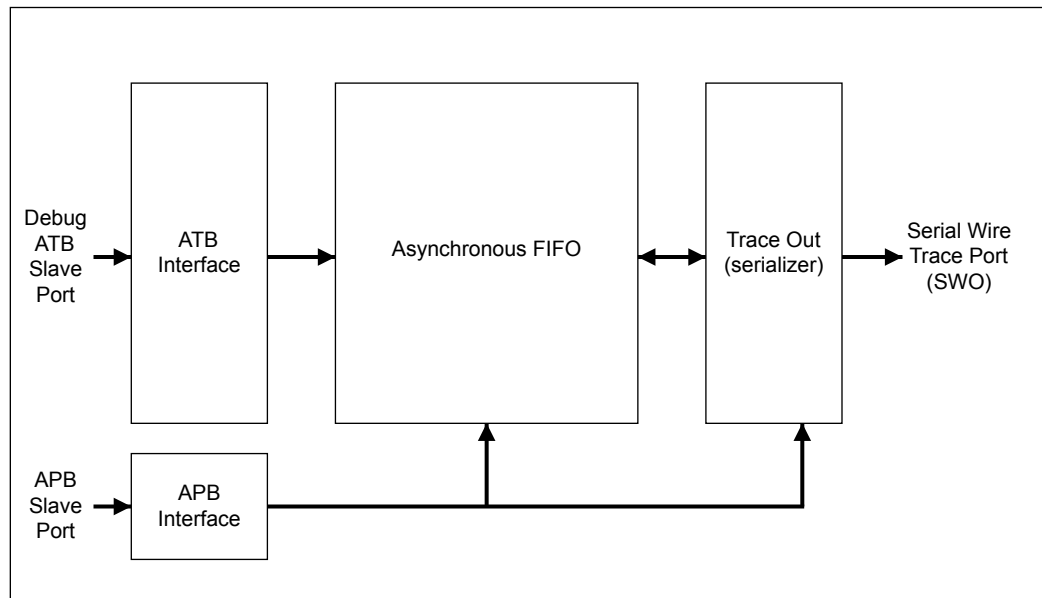 Debug
ATB
Slave
Port
ATB
Interface
Asynchronous FIFO
Trace Out
(serializer)
Serial Wire
Trace Port
(SWO)
APB
Slave
Port
APB
Interface